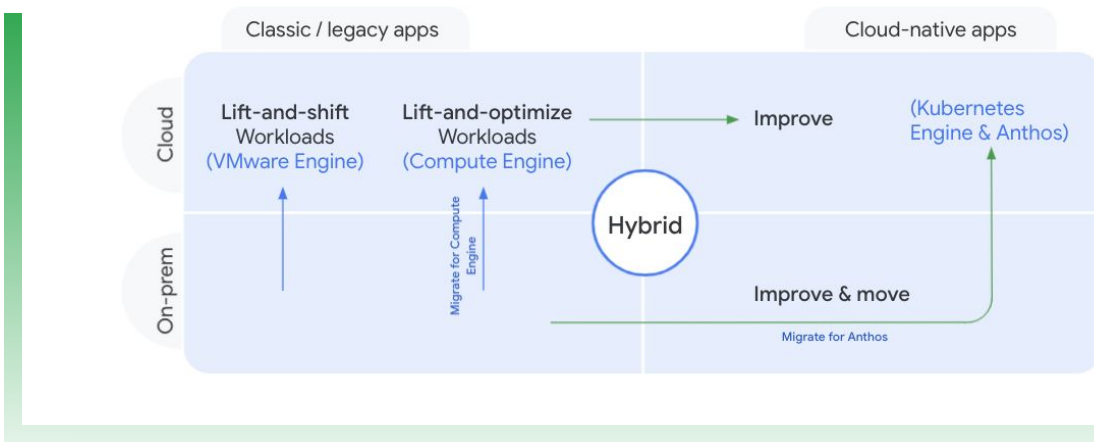 Classic / legacy apps
Cloud-native apps
Cloud
Lift-and-shift
Workloads
(VMware Engine)
Lift-and-optimize
Workloads
(Compute Engine)
Improve
(Kubernetes
Engine & Anthos)
Migrate for Compute
Engine
Hybrid
On-prem
Improve & move
Migrate for Anthos